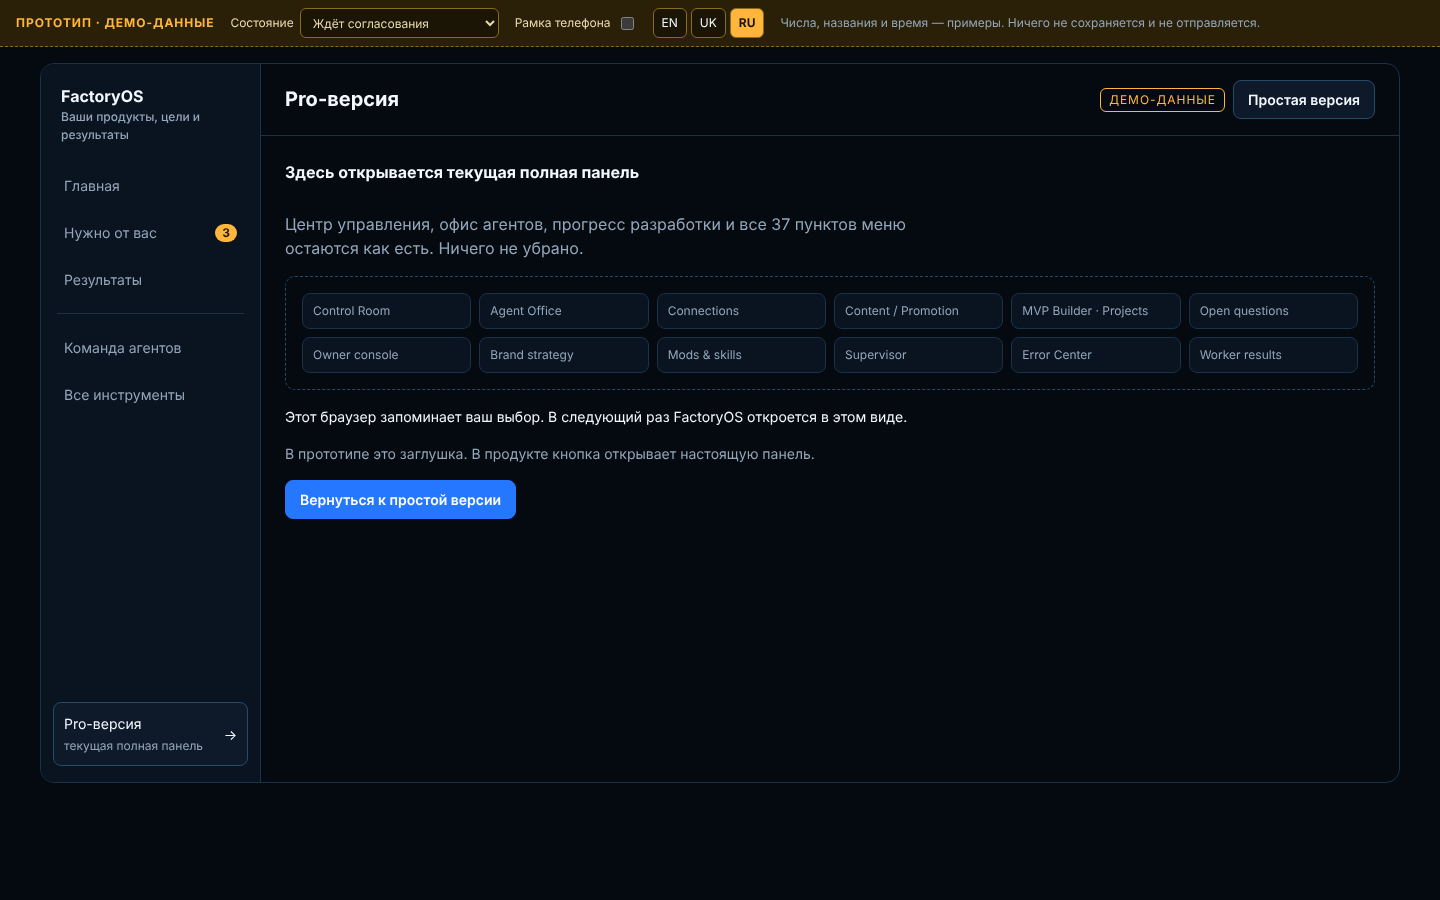 ПРОТОТИП · ДЕМО-ДАННЫЕ
Состояние
Ждёт согласования
Рамка телефона
EN
UK
RU
Числа, названия и время — примеры. Ничего не сохраняется и не отправляется.
FactoryOS
Ваши продукты, цели и
результаты
Главная
Нужно от вас
3
Результаты
Команда агентов
Все инструменты
Pro-версия
текущая полная панель
→
Pro-версия
ДЕМО-ДАННЫЕ
Простая версия
Здесь открывается текущая полная панель
Центр управления, офис агентов, прогресс разработки и все 37 пунктов меню
остаются как есть. Ничего не убрано.
Control Room
Agent Office
Connections
Content / Promotion
MVP Builder · Projects
Open questions
Owner console
Brand strategy
Mods & skills
Supervisor
Error Center
Worker results
Этот браузер запоминает ваш выбор. В следующий раз FactoryOS откроется в этом виде.
В прототипе это заглушка. В продукте кнопка открывает настоящую панель.
Вернуться к простой версии